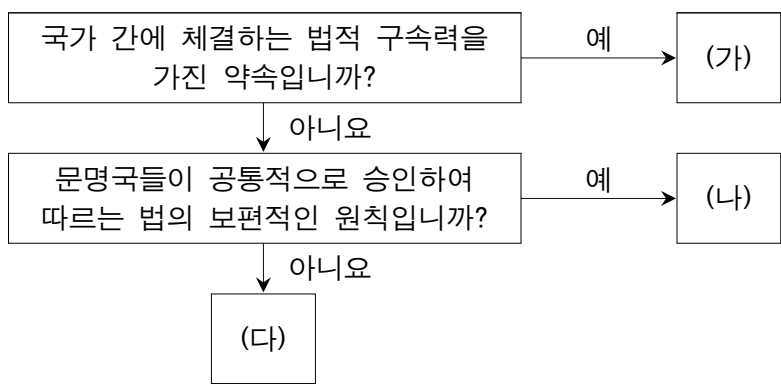 국가 간에 체결하는 법적 구속력을
가진 약속입니까?
예
(가)
아니요
문명국들이 공통적으로 승인하여
따르는 법의 보편적인 원칙입니까?
예
(나)
아니요
(다)